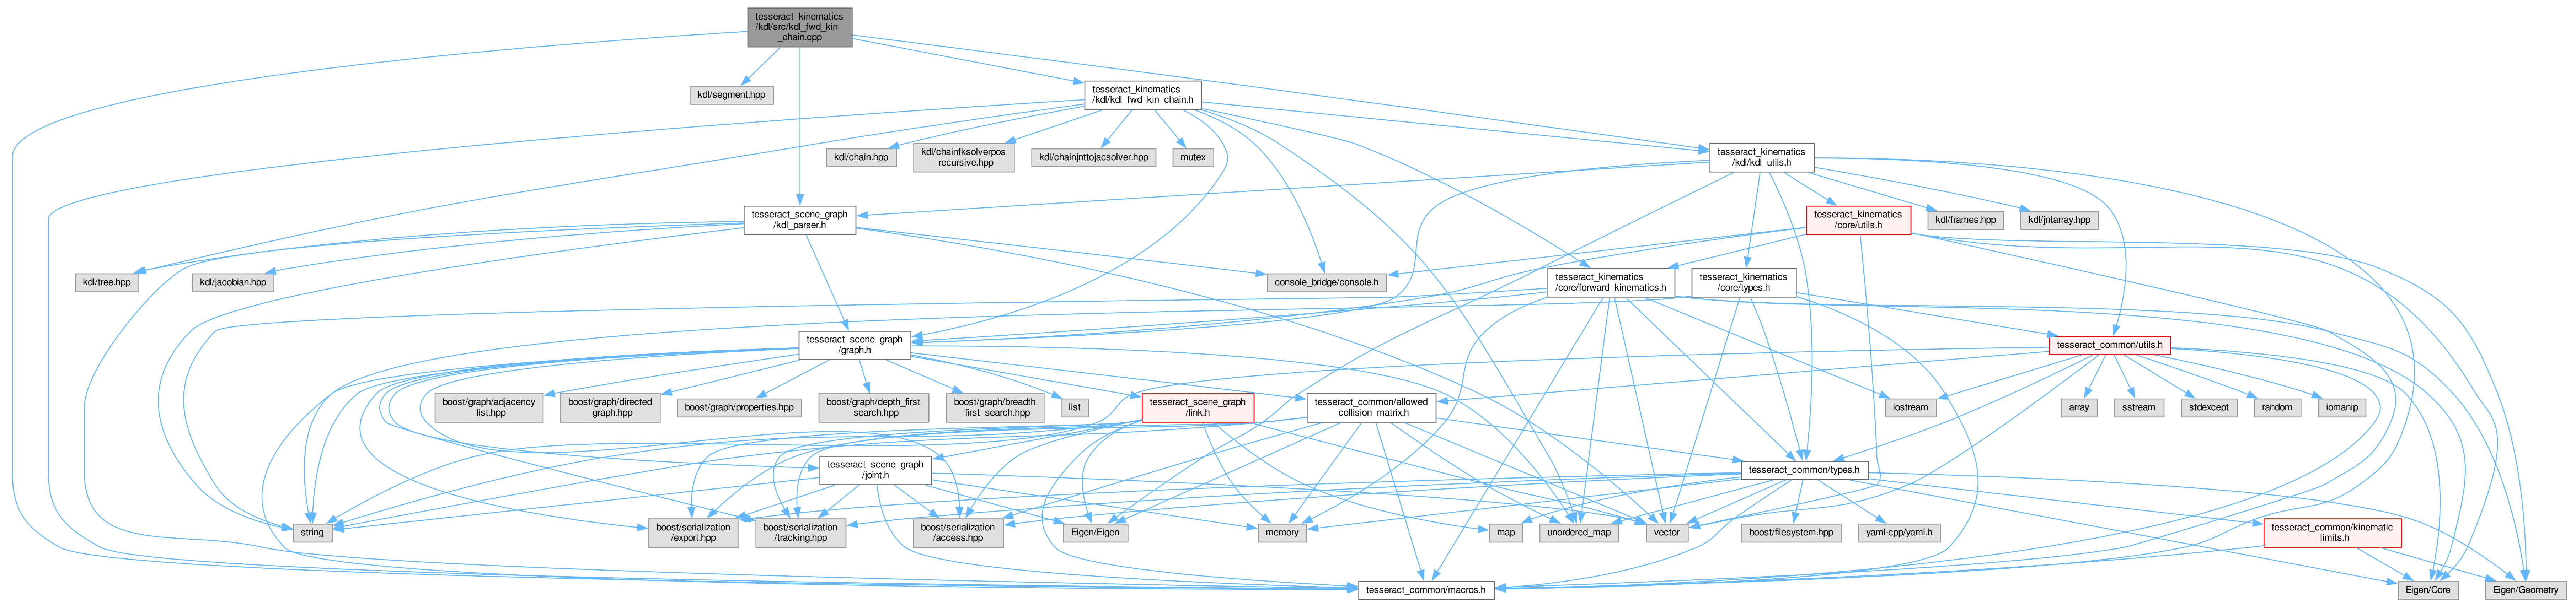 tesseract_kinematics
/kdl/src/kdl_fwd_kin
_chain.cpp
kdl/segment.hpp
tesseract_kinematics
/kdl/kdl_fwd_kin_chain.h
kdl/chain.hpp
kdl/chainfksolverpos
_recursive.hpp
kdl/chainjnttojacsolver.hpp
mutex
tesseract_kinematics
/kdl/kdl_utils.h
tesseract_scene_graph
/kdl_parser.h
tesseract_kinematics
/core/utils.h
kdl/frames.hpp
kdl/jntarray.hpp
kdl/tree.hpp
kdl/jacobian.hpp
console_bridge/console.h
tesseract_kinematics
/core/forward_kinematics.h
tesseract_kinematics
/core/types.h
tesseract_scene_graph
/graph.h
tesseract_common/utils.h
boost/graph/adjacency
_list.hpp
boost/graph/directed
_graph.hpp
boost/graph/properties.hpp
boost/graph/depth_first
_search.hpp
boost/graph/breadth
_first_search.hpp
list
tesseract_scene_graph
/link.h
tesseract_common/allowed
_collision_matrix.h
iostream
array
sstream
stdexcept
random
iomanip
tesseract_scene_graph
/joint.h
tesseract_common/types.h
string
boost/serialization
/export.hpp
boost/serialization
/tracking.hpp
boost/serialization
/access.hpp
Eigen/Eigen
memory
map
unordered_map
vector
boost/filesystem.hpp
yaml-cpp/yaml.h
tesseract_common/kinematic
_limits.h
tesseract_common/macros.h
Eigen/Core
Eigen/Geometry